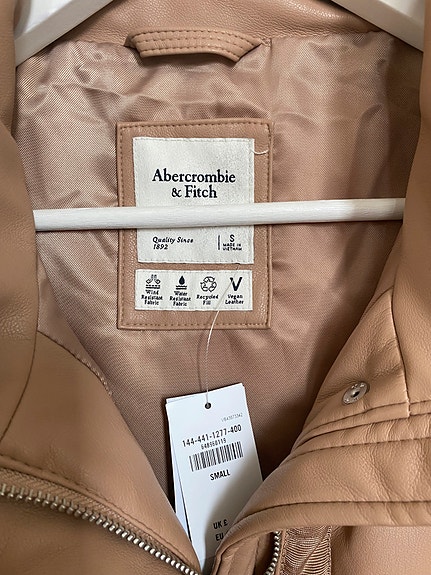 Abercrombie
& Fitch
Quality Since
1892
S
MADE IN
VIETNAM
Wind
Resistant
Fabric
Water
Resistant
Fabric
Recycled
Fill
Vegan
Leather
144-441-1277-400
SMALL
UK £
EU